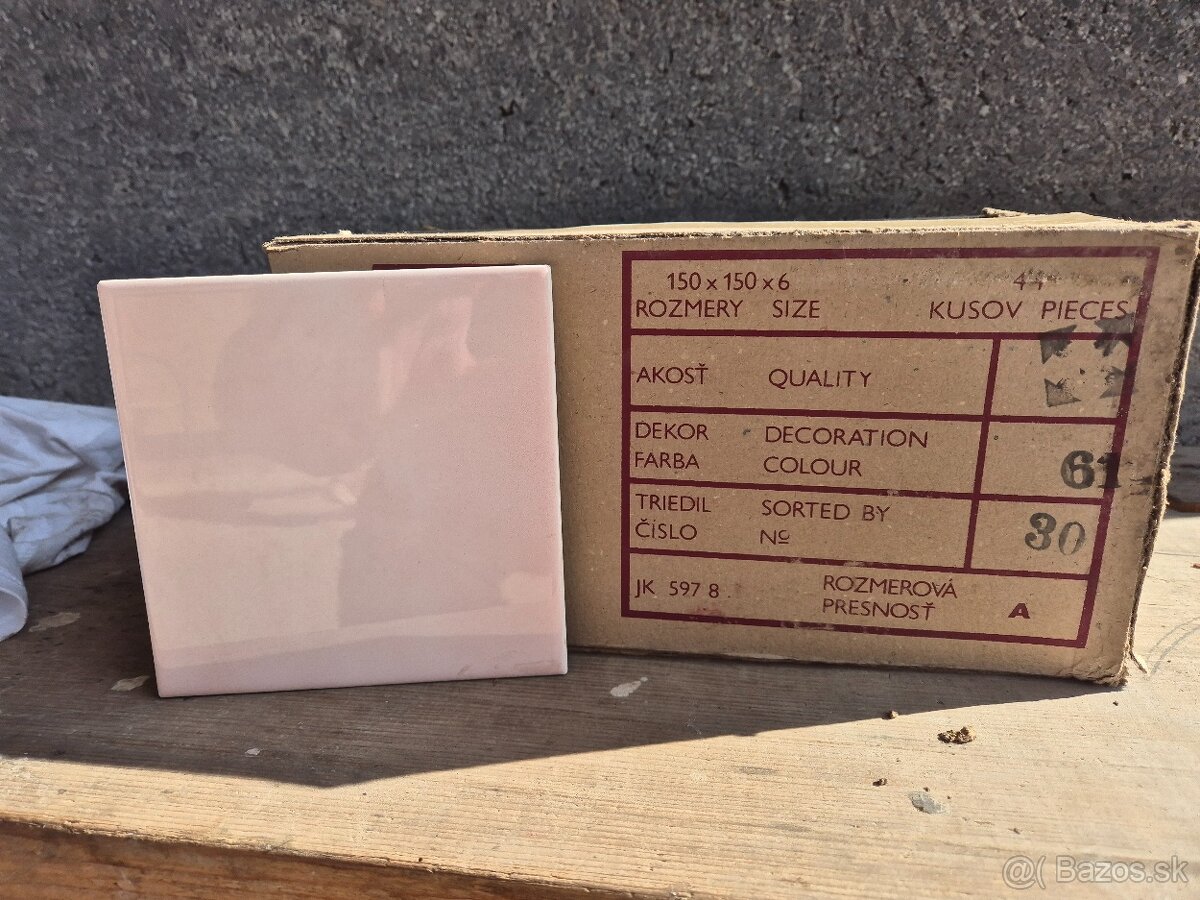 150 x 150 x 6 44
ROZMERY SIZE KUSOV PIECES
AKOSŤ QUALITY
DEKOR DECORATION
FARBA COLOUR 61
TRIEDIL SORTED BY
ČÍSLO Nº 30
JK 597 8 ROZMEROVÁ PRESNOSŤ A
@( Bazos.sk